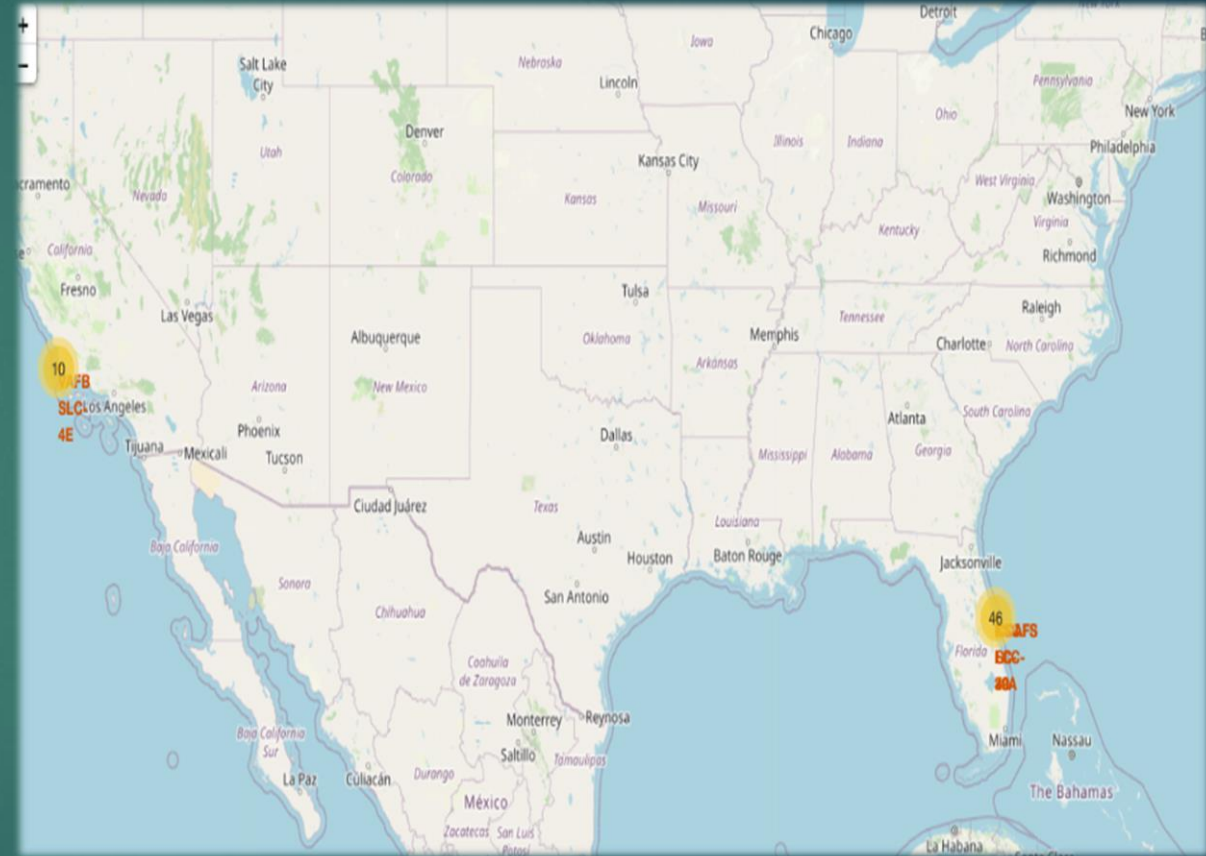 +
−
Detroit
Chicago
Iowa
Salt Lake
City
Nebraska
Lincoln
Pennsylvania
New York
Ohio
Denver
Utah
Illinois
Indiana
Philadelphia
Kansas City
Colorado
West Virginia
Washington
Nevada
Kansas
Missouri
Virginia
Kentucky
California
Richmond
Fresno
Tulsa
Las Vegas
Raleigh
Tennessee
Albuquerque
Oklahoma
Memphis
Charlotte
North Carolina
10
Arkansas
VAFB
Arizona
New Mexico
SLC-
Los Angeles
4E
South Carolina
Atlanta
Phoenix
Dallas
Tijuana
Mexicali
Tucson
Mississippi
Alabama
Georgia
Ciudad Juárez
Texas
Louisiana
Austin
Baja California
Houston
Baton Rouge
Jacksonville
Sonora
San Antonio
Chihuahua
46
Florida
Coahuila
de Zaragoza
Monterrey
Reynosa
Baja California
Sur
Saltillo
Tamaulipas
Miami
Nassau
La Paz
Culiacán
Durango
The Bahamas
México
Zacatecas
San Luis
Potosí
La Habana